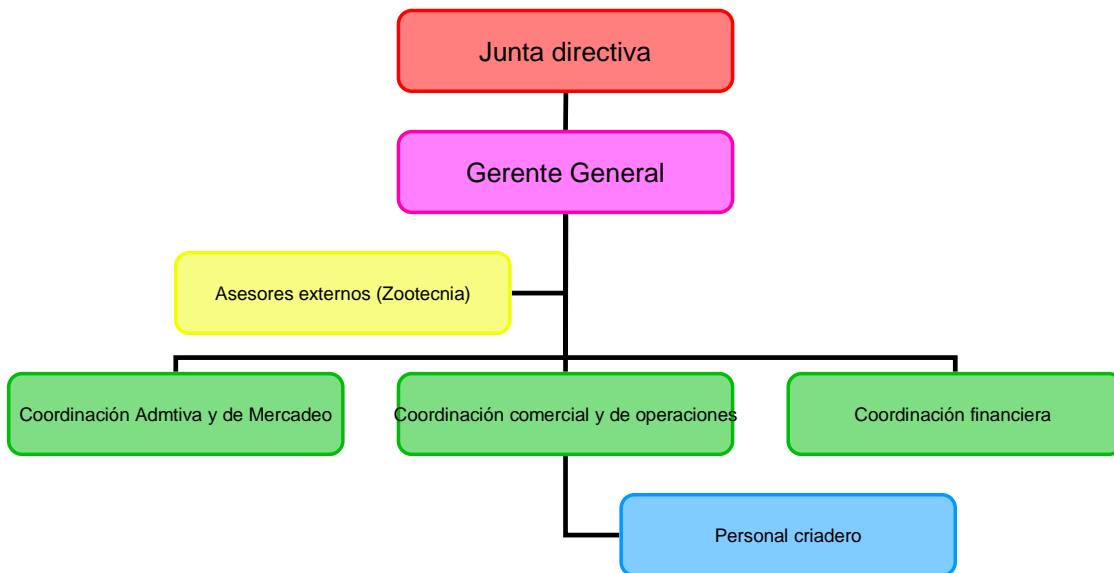 Junta directiva
Gerente General
Asesores externos (Zootecnia)
Coordinación Admtiva y de Mercadeo
Coordinación comercial y de operaciones
Coordinación financiera
Personal criadero